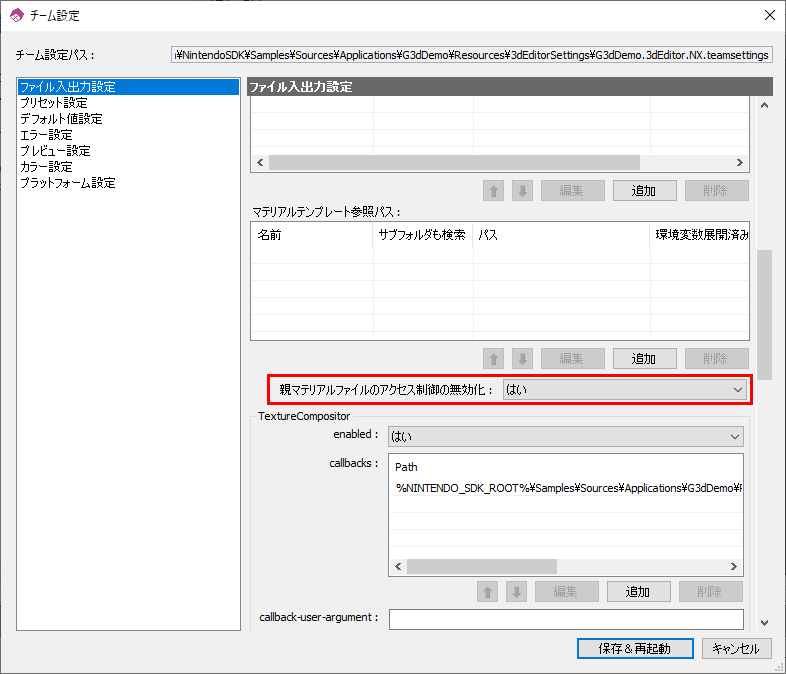 チーム設定
チーム設定パス :
i¥NintendoSDK¥Samples¥Sources¥Applications¥G3dDemo¥Resources¥3dEditorSettings¥G3dDemo.3dEditor.NX.teamsettings
ファイル入出力設定
プリセット設定
デフォルト値設定
エラー設定
プレビュー設定
カラー設定
プラットフォーム設定
ファイル入出力設定
編集 追加 削除
マテリアルテンプレート参照パス :
名前 サブフォルダも検索 パス 環境変数展開済み
編集 追加 削除
親マテリアルファイルのアクセス制御の無効化 : はい
TextureCompositor
enabled : はい
callbacks :
Path
%NINTENDO_SDK_ROOT%¥Samples¥Sources¥Applications¥G3dDemo¥
編集 追加 削除
callback-user-argument :
保存＆再起動 キャンセル